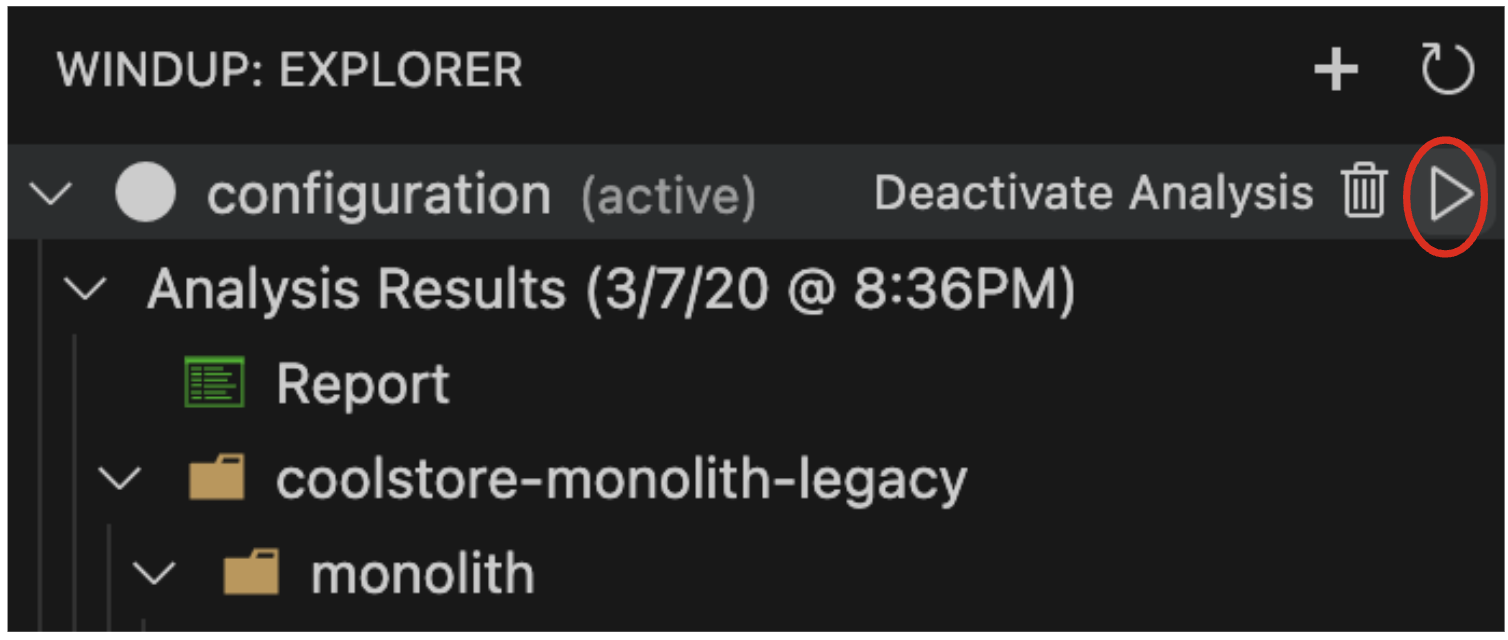 WINDUP: EXPLORER
configuration (active) Deactivate Analysis
Analysis Results (3/7/20 @ 8:36PM)
Report
coolstore-monolith-legacy
monolith